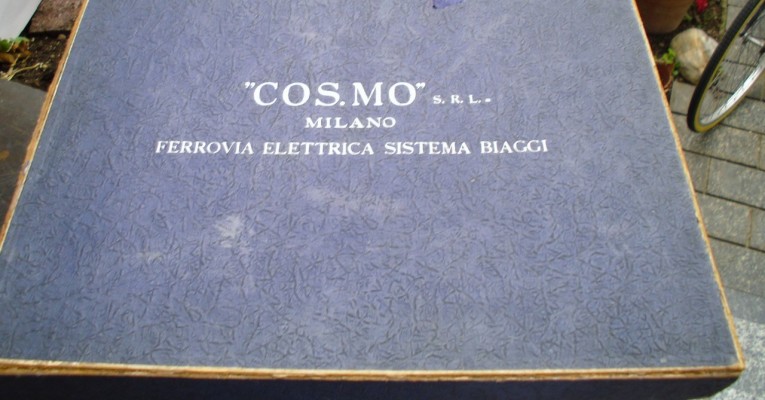 "COS.MO" S. R. L.
MILANO
FERROVIA ELETTRICA SISTEMA BIAGGI